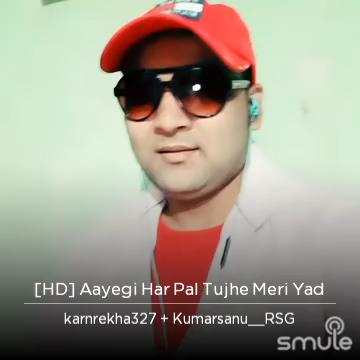 [HD] Aayegi Har Pal Tujhe Meri Yad
karnrekha327 + Kumarsanu__RSG
smule